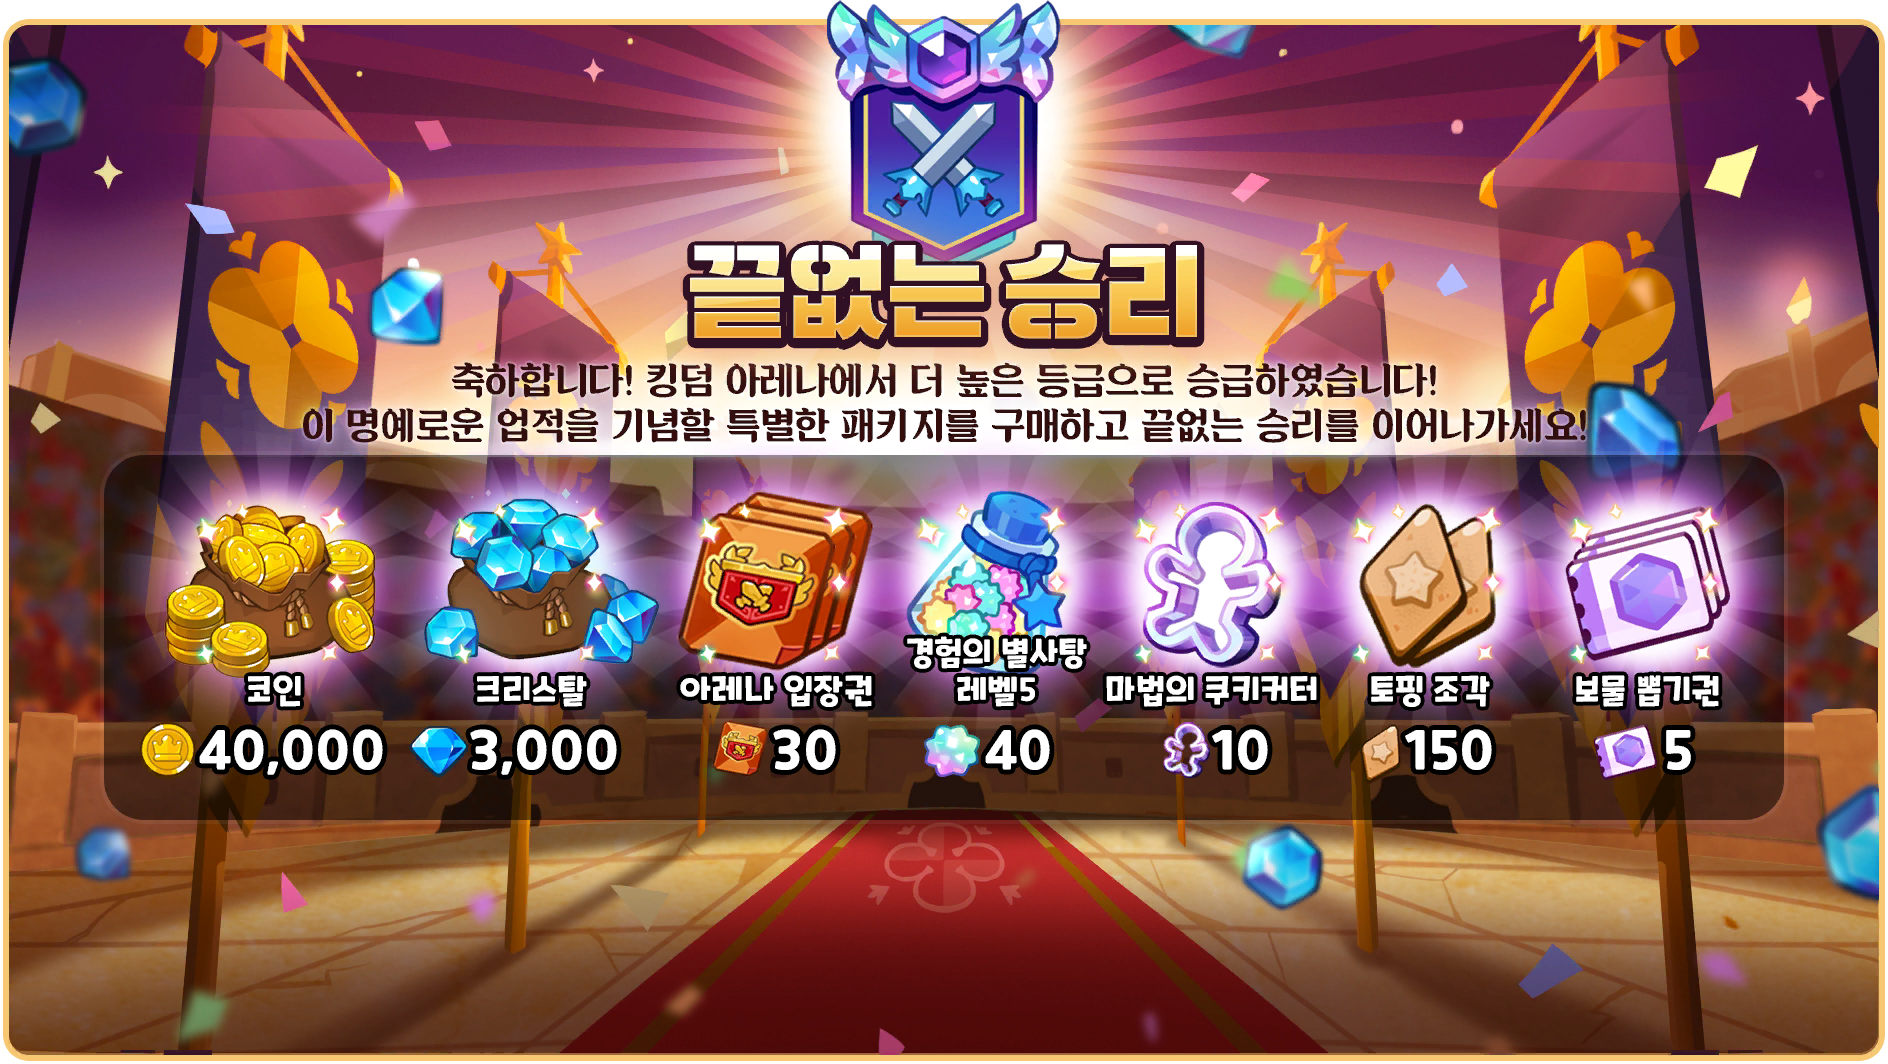 끝없는 승리
축하합니다! 킹덤 아레나에서 더 높은 등급으로 승급하였습니다!
이 명예로운 업적을 기념할 특별한 패키지를 구매하고 끝없는 승리를 이어나가세요!
코인
40,000
크리스탈
3,000
아레나 입장권
30
경험의 별사탕
레벨5
40
마법의 쿠키커터
10
토핑 조각
150
보물 뽑기권
5